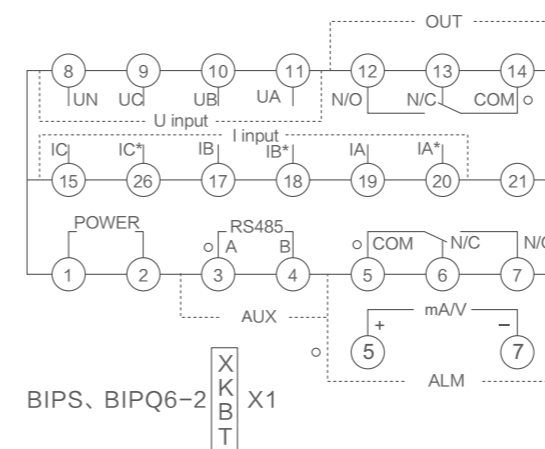 OUT
8 9 10 11 12 13 14
UN UC UB UA N/O N/C COM
U input
I input
IC IC* IB IB* IA IA*
15 26 17 18 19 20 21
POWER RS485
A B COM N/C
1 2 3 4 5 6 7
AUX
mA/V
+ −
5 7
ALM
BIPS、BIPQ6-2 X K B T X1